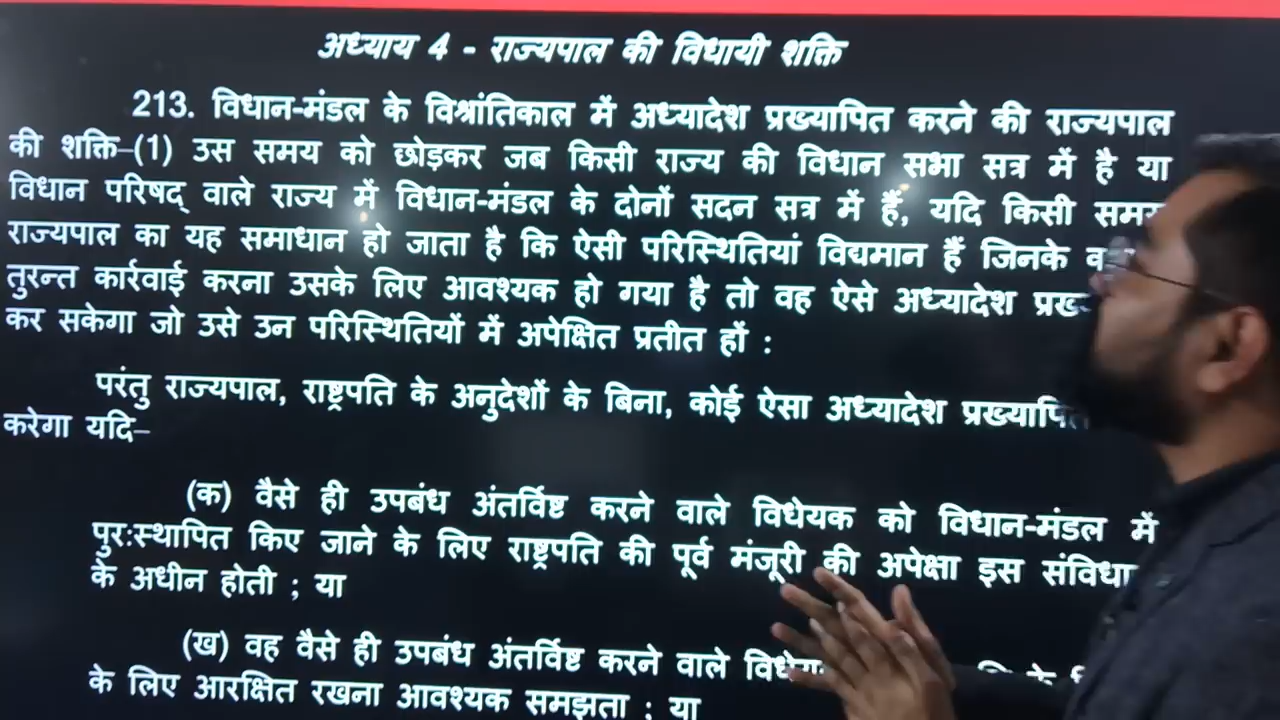 अध्याय 4 - राज्यपाल की विधायी शक्ति
213. विधान-मंडल के विश्रांतिकाल में अध्यादेश प्रख्यापित करने की राज्यपाल
की शक्ति–(1) उस समय को छोड़कर जब किसी राज्य की विधान सभा सत्र में है या
विधान परिषद् वाले राज्य में विधान-मंडल के दोनों सदन सत्र में हैं, यदि किसी
राज्यपाल का यह समाधान हो जाता है कि ऐसी परिस्थितियां विद्यमान हैं जिनके
तुरन्त कार्रवाई करना उसके लिए आवश्यक हो गया है तो वह ऐसे अध्यादेश
कर सकेगा जो उसे उन परिस्थितियों में अपेक्षित प्रतीत हों :
परंतु राज्यपाल, राष्ट्रपति के अनुदेशों के बिना, कोई ऐसा अध्यादेश
करेगा यदि–
(क) वैसे ही उपबंध अंतर्विष्ट करने वाले विधेयक को विधान-मंडल में
पुरःस्थापित किए जाने के लिए राष्ट्रपति की पूर्व मंजूरी की अपेक्षा इस
के अधीन होती ; या
(ख) वह वैसे ही उपबंध अंतर्विष्ट करने वाले
के लिए आरक्षित रखना आवश्यक समझता ; या